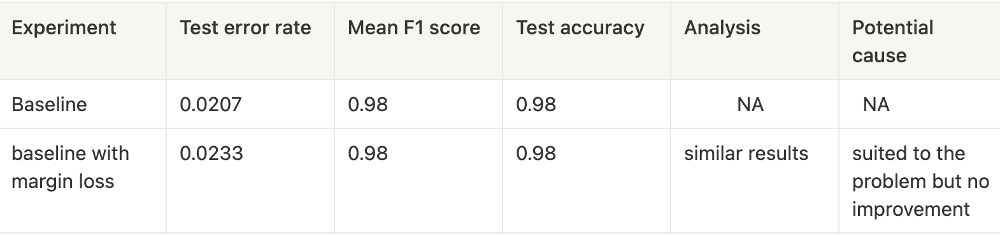 Experiment Test error rate Mean F1 score Test accuracy Analysis Potential
cause
Baseline 0.0207 0.98 0.98 NA NA
baseline with 0.0233 0.98 0.98 similar results suited to the
margin loss problem but no
improvement